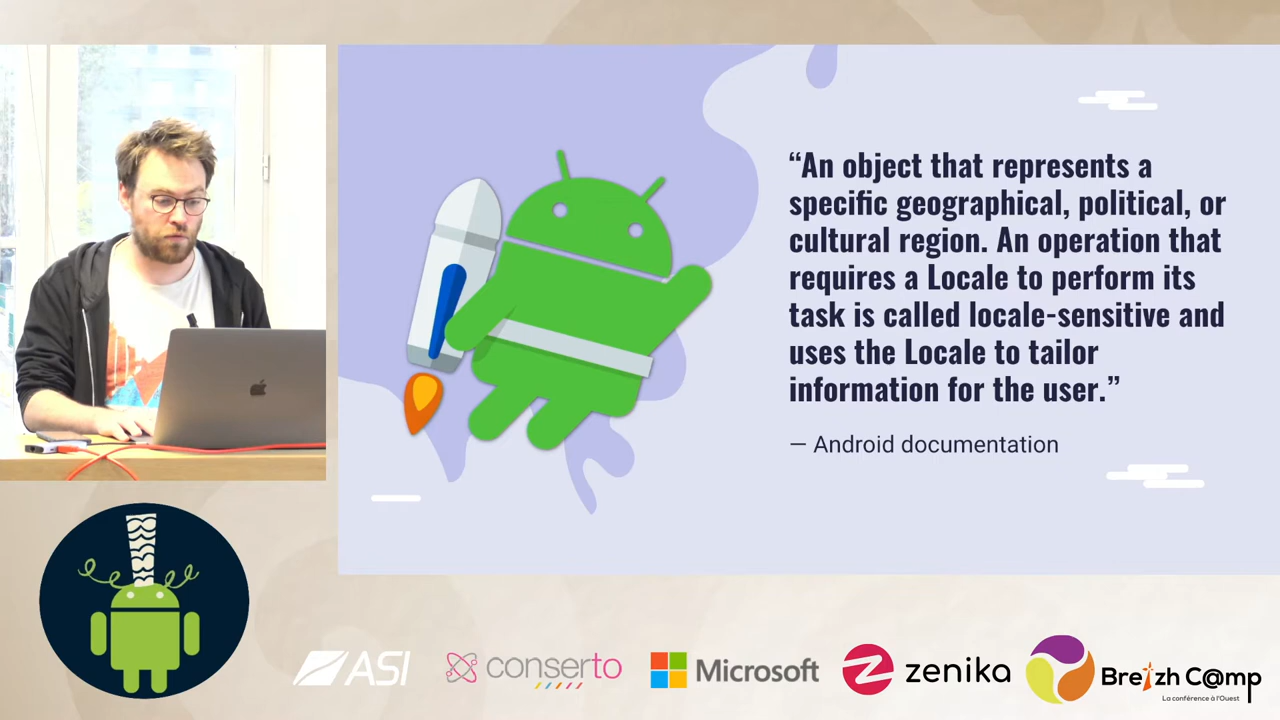 “An object that represents a
specific geographical, political, or
cultural region. An operation that
requires a Locale to perform its
task is called locale-sensitive and
uses the Locale to tailor
information for the user.”
— Android documentation
ASI
conserto
Microsoft
zenika
Breizh C@mp
La conférence à l'Ouest